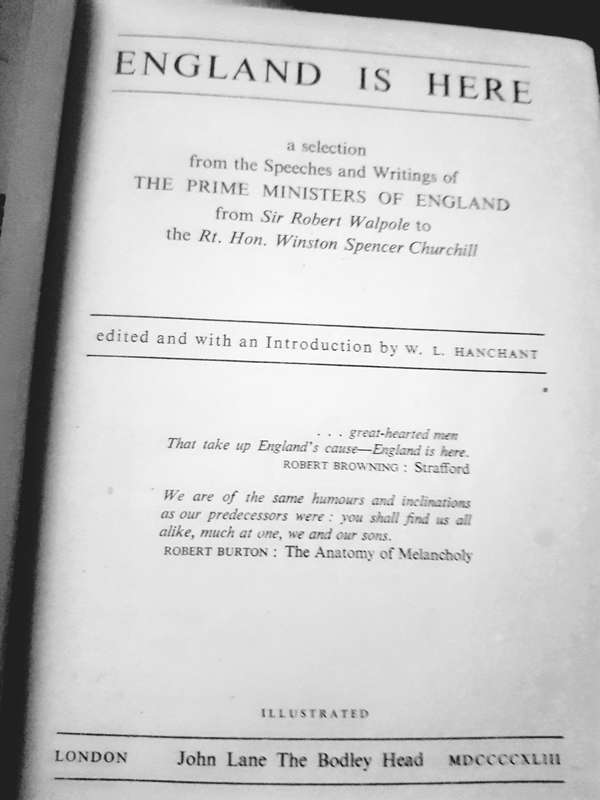 ENGLAND IS HERE
a selection
from the Speeches and Writings of
THE PRIME MINISTERS OF ENGLAND
from Sir Robert Walpole to
the Rt. Hon. Winston Spencer Churchill
edited and with an Introduction by W. L. HANCHANT
. . . great-hearted men
That take up England's cause—England is here.
ROBERT BROWNING : Strafford
We are of the same humours and inclinations
as our predecessors were : you shall find us all
alike, much at one, we and our sons.
ROBERT BURTON : The Anatomy of Melancholy
ILLUSTRATED
LONDON John Lane The Bodley Head MDCCCCXLIII